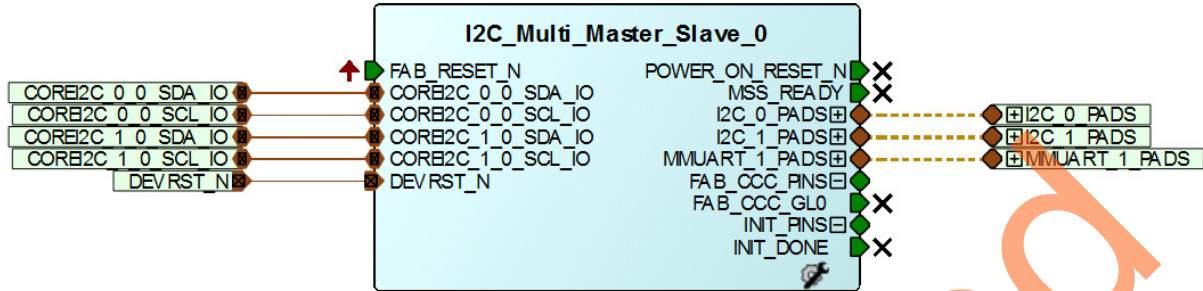 I2C_Multi_Master_Slave_0
FAB_RESET_N POWER_ON_RESET_N
COREI2C_0_0_SDA_IO COREI2C_0_0_SDA_IO MSS_READY
COREI2C_0_0_SCL_IO COREI2C_0_0_SCL_IO I2C_0_PADS I2C_0_PADS
COREI2C_1_0_SDA_IO COREI2C_1_0_SDA_IO I2C_1_PADS I2C_1_PADS
COREI2C_1_0_SCL_IO COREI2C_1_0_SCL_IO MMUART_1_PADS MMUART_1_PADS
DEVRST_N DEVRST_N FAB_CCC_PINS
FAB_CCC_GL0
INIT_PINS
INIT_DONE